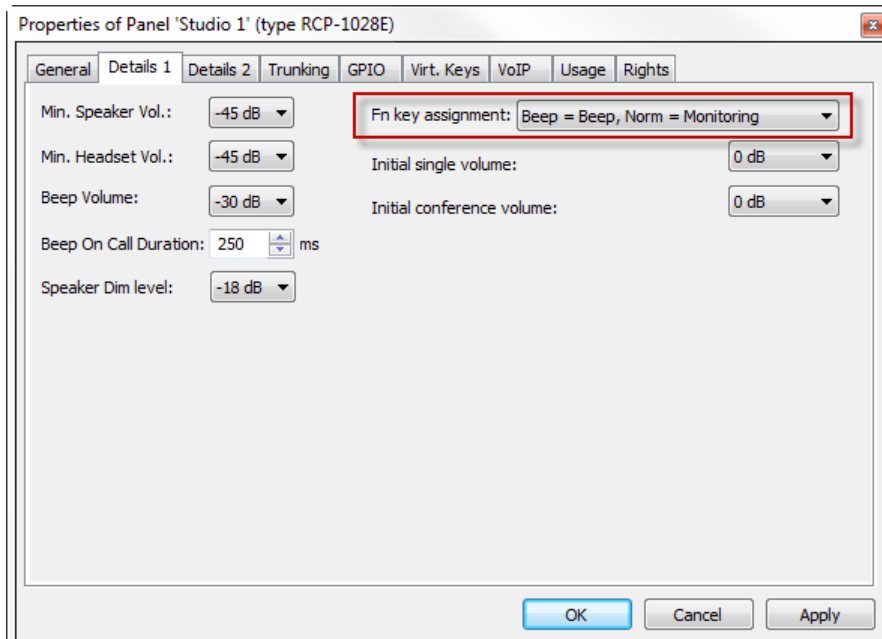 Properties of Panel 'Studio 1' (type RCP-1028E)
General Details 1 Details 2 Trunking GPIO Virt. Keys VoIP Usage Rights
Min. Speaker Vol.: -45 dB
Fn key assignment: Beep = Beep, Norm = Monitoring
Min. Headset Vol.: -45 dB
Initial single volume: 0 dB
Beep Volume: -30 dB
Initial conference volume: 0 dB
Beep On Call Duration: 250 ms
Speaker Dim level: -18 dB
OK Cancel Apply